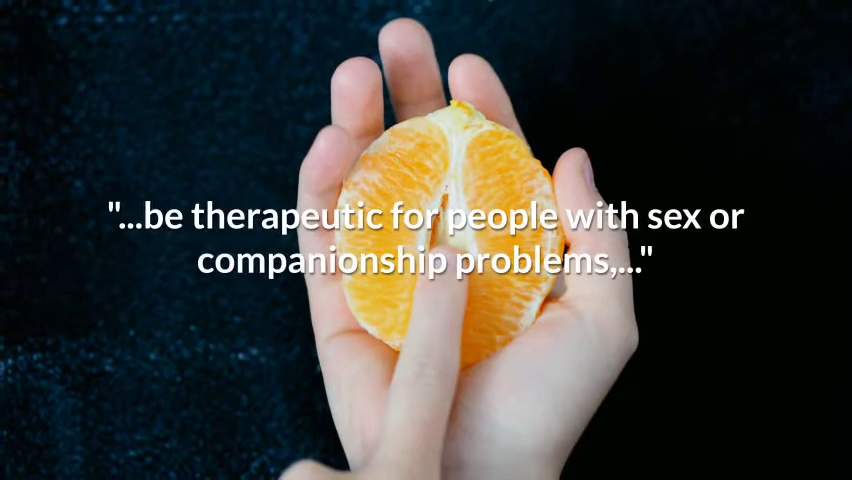 "...be therapeutic for people with sex or
companionship problems,..."